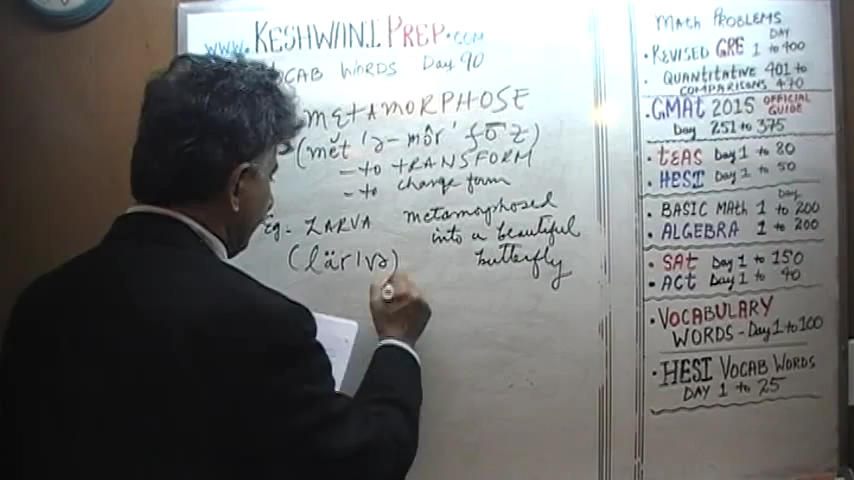 www.KESHWANIPREP.COM
VOCAB WORDS Day 90
METAMORPHOSE
- to TRANSFORM
- to change form
Eg - LARVA metamorphosed
into a beautiful
butterfly
(lär'və)
MATH PROBLEMS
DAY
• REVISED GRE 1 to 400
• QUANTITATIVE 401 to
COMPARISONS 470
• GMAt 2015 OFFICIAL
GUIDE
Day 251 to 375
• tEAS Day 1 to 80
• HESI Day 1 to 50
Day
• BASIC MAth 1 to 200
• ALGEBRA 1 to 200
• SAt Day 1 to 150
• ACt Day 1 to 90
• VOCABULARY
WORDS - Day 1 to 100
• HESI VOCAB WORDS
DAY 1 to 25